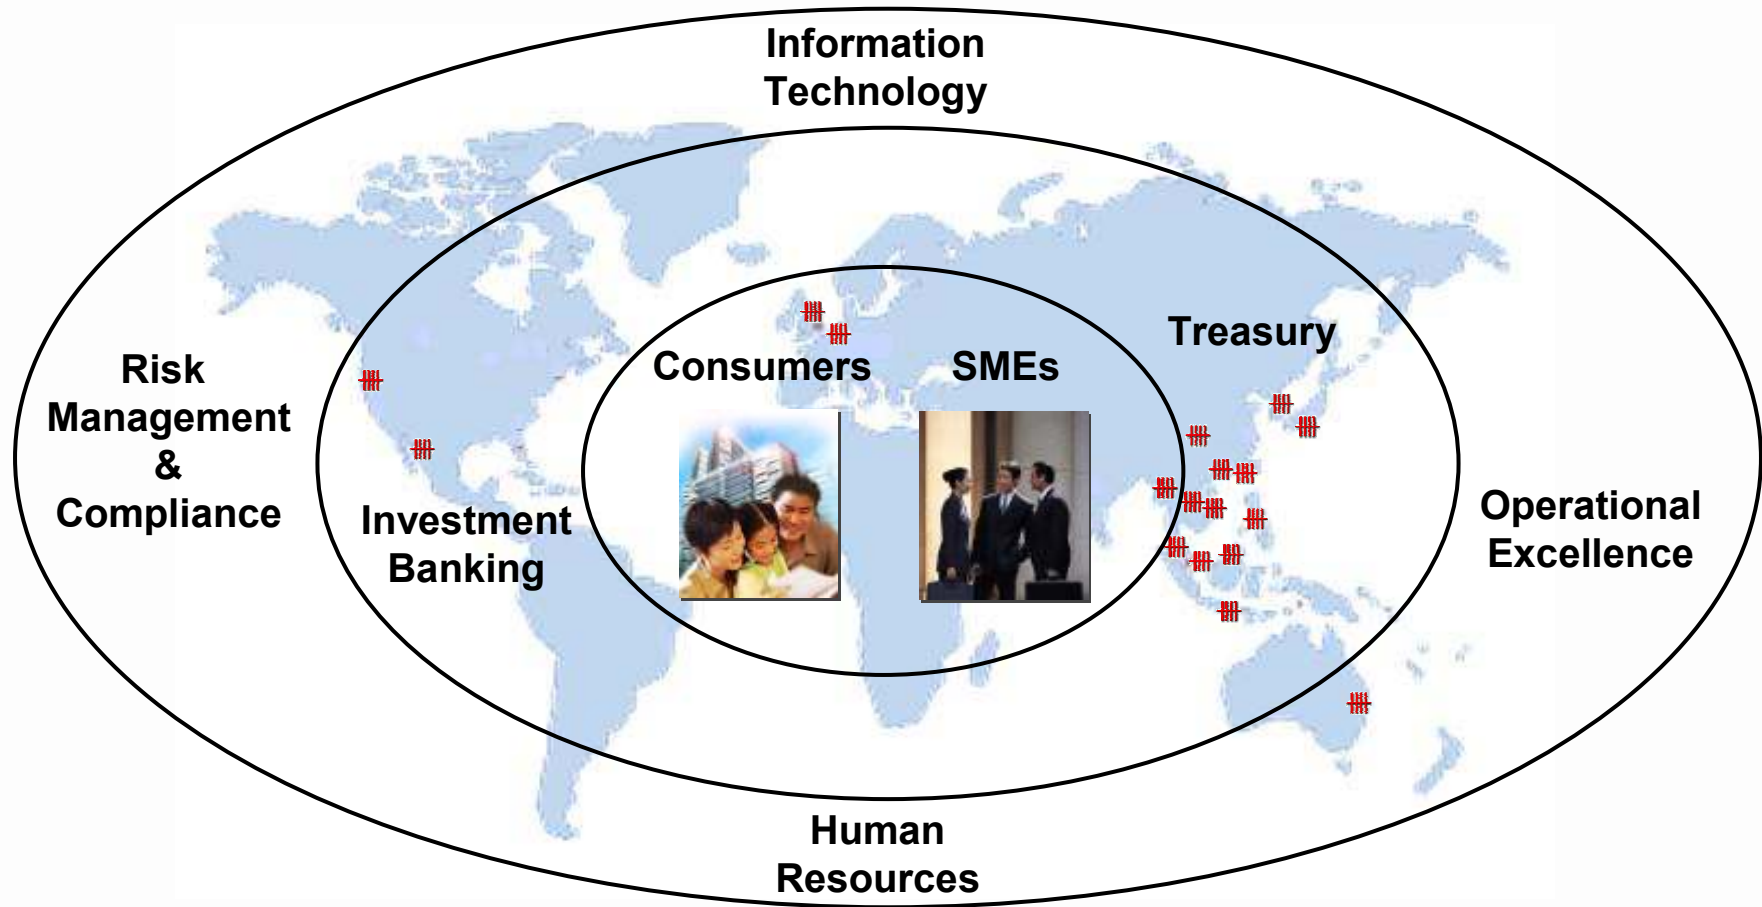 Information
Technology
Treasury
Consumers
SMEs
Risk
Management
&
Compliance
Investment
Banking
Operational
Excellence
Human
Resources